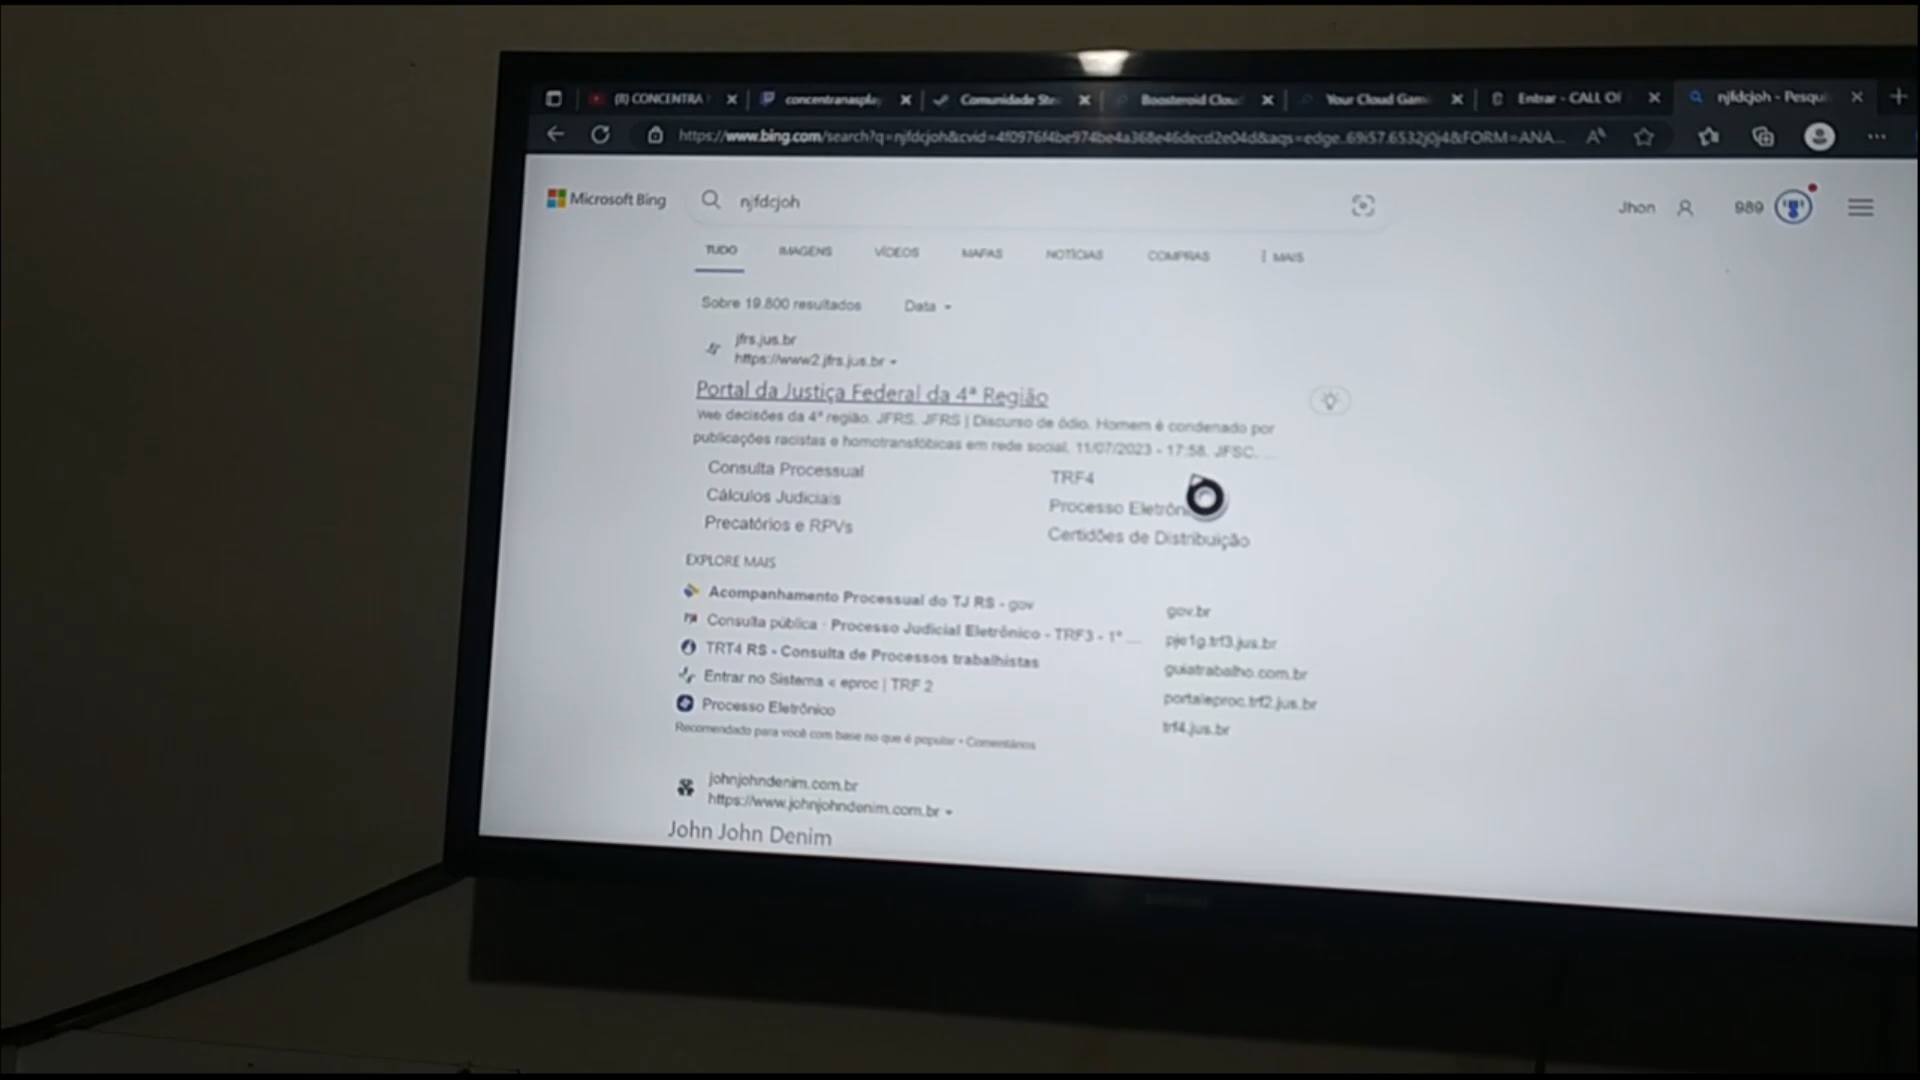 (8) CONCENTRA
concentranasplay
Comunidade Ste
Boosteroid Clou
Your Cloud Gami
Entrar - CALL OF
njfdcjoh - Pesqui
https://www.bing.com/search?q=njfdcjoh&cvid=4f0976f4be974be4a368e46decd2e04d&aqs=edge..69i57.6532j0j4&FORM=ANA...
Microsoft Bing
njfdcjoh
Jhon
989
TUDO
IMAGENS
VÍDEOS
MAPAS
NOTÍCIAS
COMPRAS
MAIS
Sobre 19.800 resultados
Data
jfrs.jus.br
https://www2.jfrs.jus.br
Portal da Justiça Federal da 4ª Região
Web decisões da 4ª região. JFRS. JFRS | Discurso de ódio. Homem é condenado por
publicações racistas e homotransfóbicas em rede social. 11/07/2023 - 17:58. JFSC. ...
Consulta Processual
TRF4
Cálculos Judiciais
Processo Eletrôn
Precatórios e RPVs
Certidões de Distribuição
EXPLORE MAIS
Acompanhamento Processual do TJ RS - gov
gov.br
Consulta pública · Processo Judicial Eletrônico - TRF3 - 1° ...
pje1g.trf3.jus.br
TRT4 RS - Consulta de Processos trabalhistas
guiatrabalho.com.br
Entrar no Sistema « eproc | TRF 2
portaleproc.trf2.jus.br
Processo Eletrônico
trf4.jus.br
Recomendado para você com base no que é popular • Comentários
johnjohndenim.com.br
https://www.johnjohndenim.com.br
John John Denim